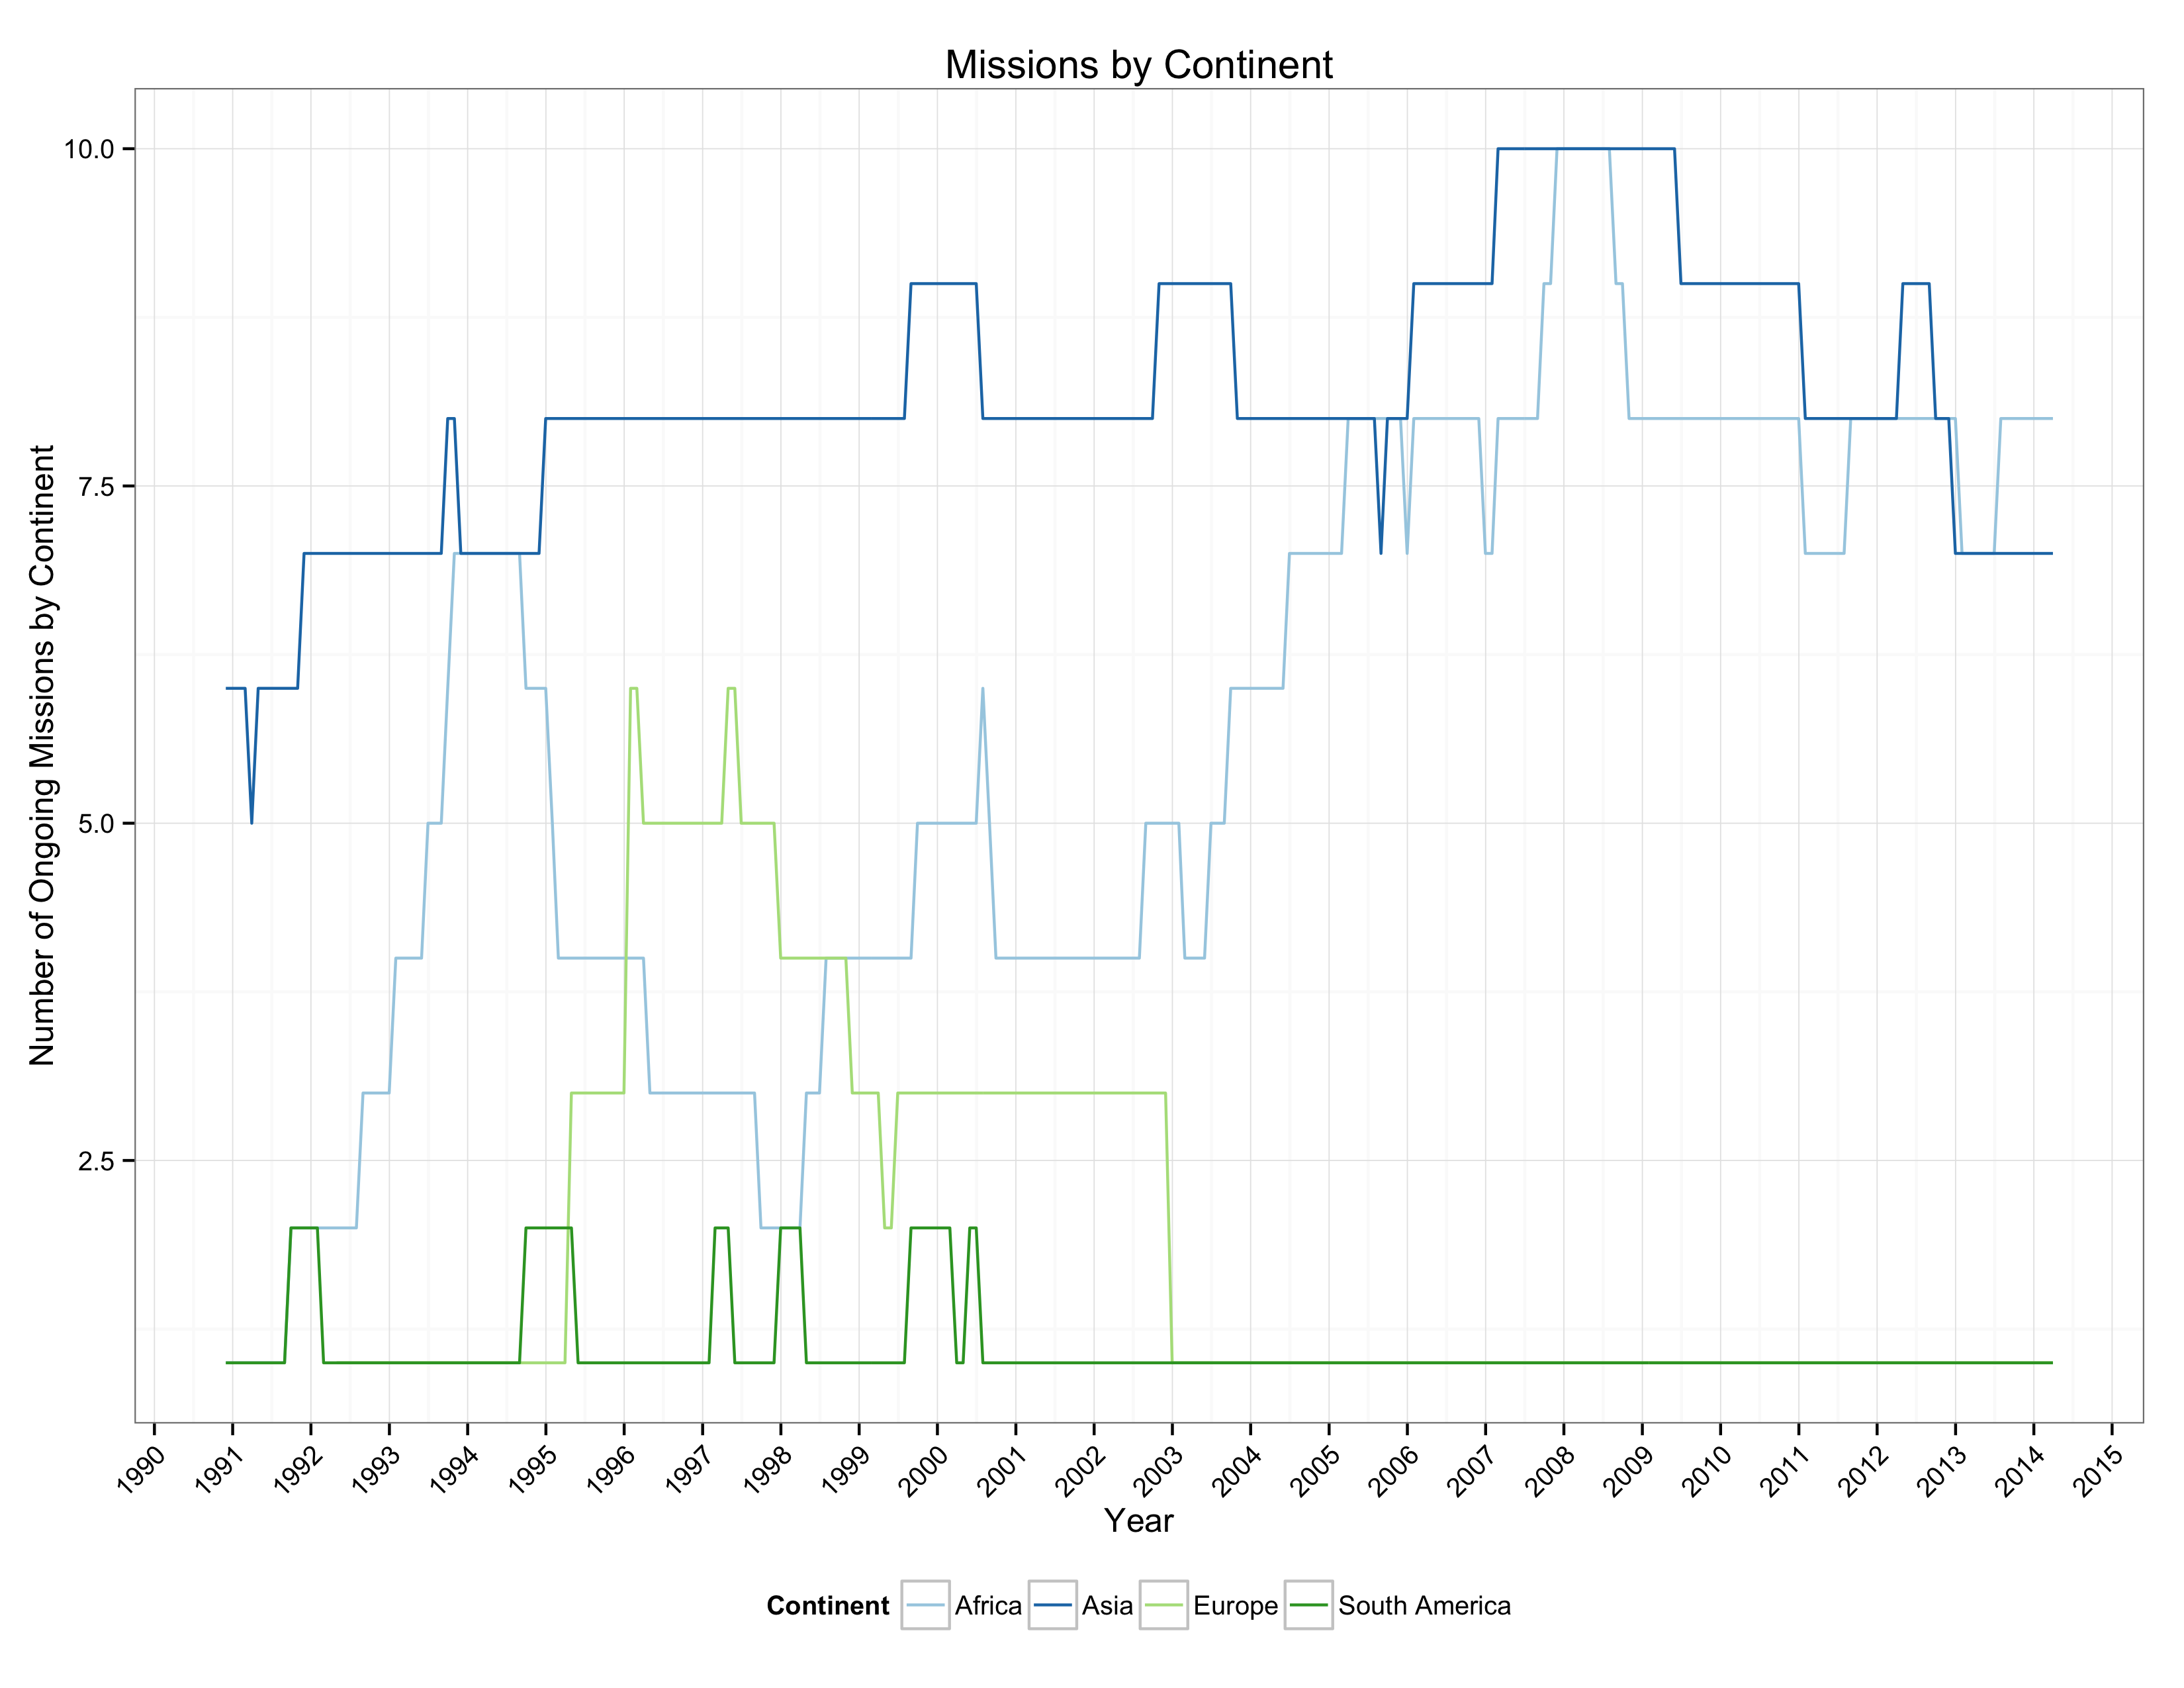 Missions by Continent
Number of Ongoing Missions by Continent
10.0
7.5
5.0
2.5
1990 1991 1992 1993 1994 1995 1996 1997 1998 1999 2000 2001 2002 2003 2004 2005 2006 2007 2008 2009 2010 2011 2012 2013 2014 2015
Year
Continent Africa Asia Europe South America